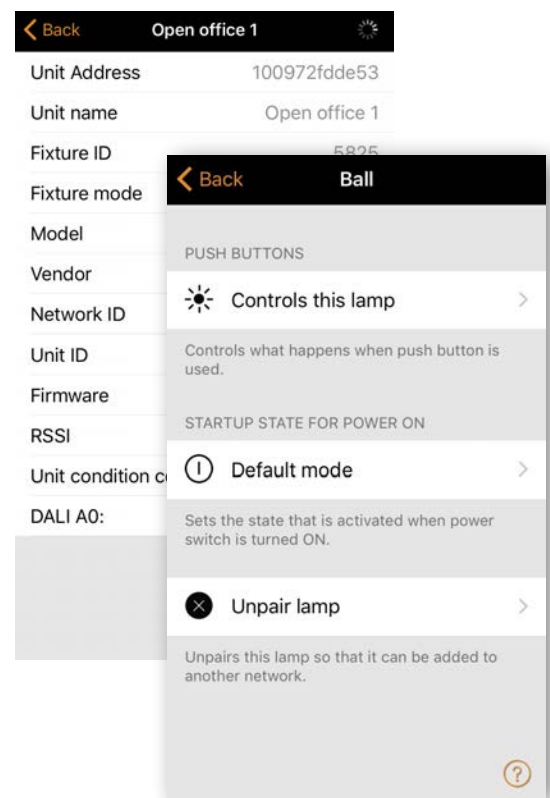 Back Open office 1
Unit Address 100972fdde53
Unit name Open office 1
Fixture ID 5825
Fixture mode
Model
Vendor
Network ID
Unit ID
Firmware
RSSI
Unit condition
DALI A0:
Back Ball
PUSH BUTTONS
Controls this lamp
Controls what happens when push button is
used.
STARTUP STATE FOR POWER ON
Default mode
Sets the state that is activated when power
switch is turned ON.
Unpair lamp
Unpairs this lamp so that it can be added to
another network.
?